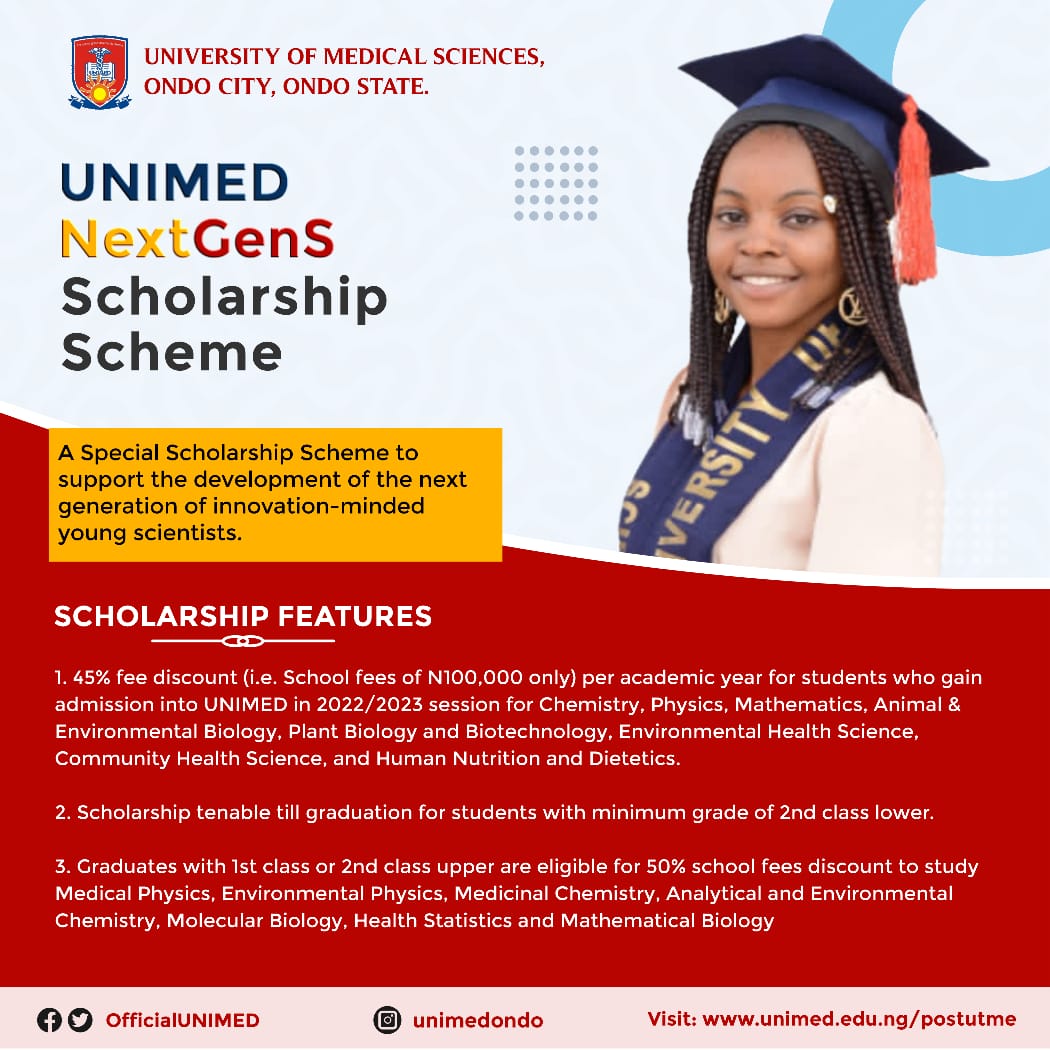 UNIVERSITY OF MEDICAL SCIENCES,
ONDO CITY, ONDO STATE.
UNIMED
NextGenS
Scholarship
Scheme
A Special Scholarship Scheme to
support the development of the next
generation of innovation-minded
young scientists.
UNIVERSITY OF
SCHOLARSHIP FEATURES
1. 45% fee discount (i.e. School fees of N100,000 only) per academic year for students who gain
admission into UNIMED in 2022/2023 session for Chemistry, Physics, Mathematics, Animal &
Environmental Biology, Plant Biology and Biotechnology, Environmental Health Science,
Community Health Science, and Human Nutrition and Dietetics.
2. Scholarship tenable till graduation for students with minimum grade of 2nd class lower.
3. Graduates with 1st class or 2nd class upper are eligible for 50% school fees discount to study
Medical Physics, Environmental Physics, Medicinal Chemistry, Analytical and Environmental
Chemistry, Molecular Biology, Health Statistics and Mathematical Biology
OfficialUNIMED
unimedondo
Visit: www.unimed.edu.ng/postutme